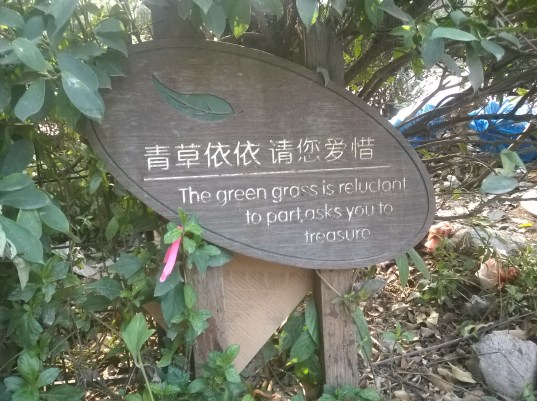 青草依依 请您爱惜
The green grass is reluctant
to part,asks you to
treasure